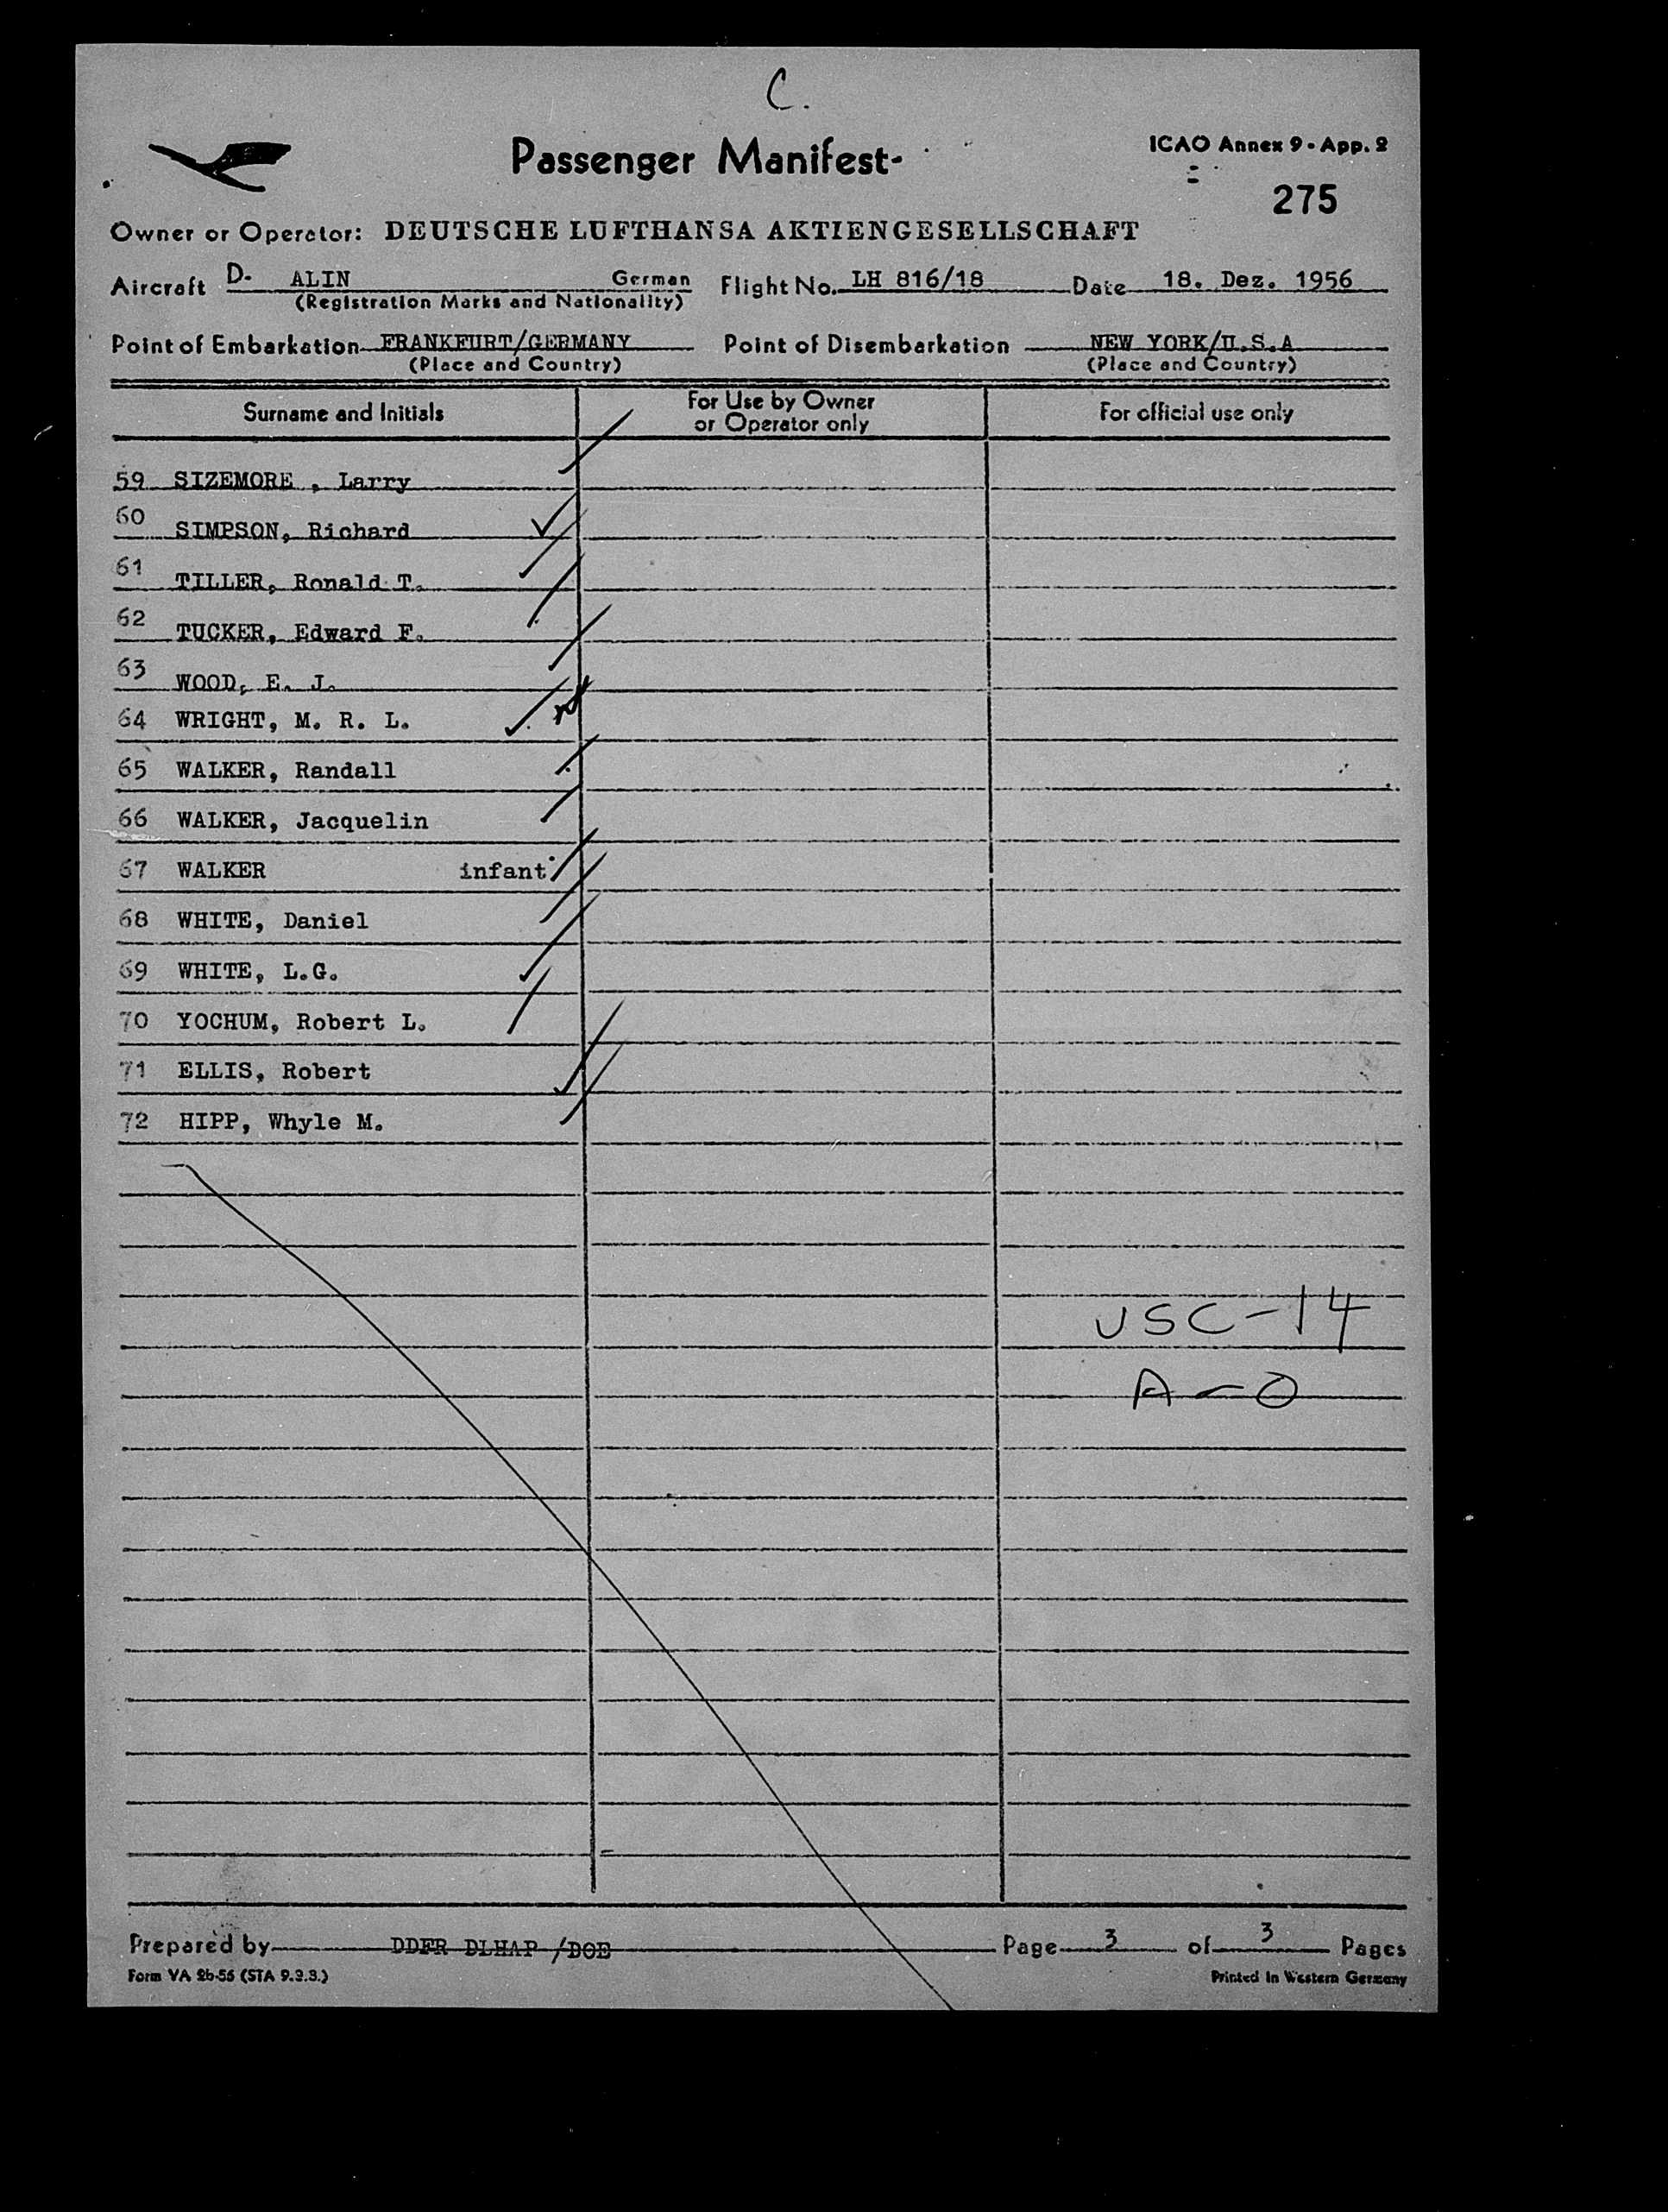 C.
Passenger Manifest-
ICAO Annex 9 - App. 2
275
Owner or Operator: DEUTSCHE LUFTHANSA AKTIENGESELLSCHAFT
Aircraft D- ALIN German Flight No. LH 816/18 Date 18. Dez. 1956
(Registration Marks and Nationality)
Point of Embarkation FRANKFURT/GERMANY Point of Disembarkation NEW YORK/U.S.A
(Place and Country) (Place and Country)
Surname and Initials For Use by Owner or Operator only For official use only
59 SIZEMORE , Larry
60 SIMPSON, Richard
61 TILLER, Ronald T.
62 TUCKER, Edward F.
63 WOOD, E. J.
64 WRIGHT, M. R. L.
65 WALKER, Randall
66 WALKER, Jacquelin
67 WALKER infant
68 WHITE, Daniel
69 WHITE, L.G.
70 YOCHUM, Robert L.
71 ELLIS, Robert
72 HIPP, Whyle M.
USC-14
A-0
Prepared by DDFR DLHAP /DOE Page 3 of 3 Pages
Form VA 2b-56 (STA 9.2.3.) Printed in Western Germany